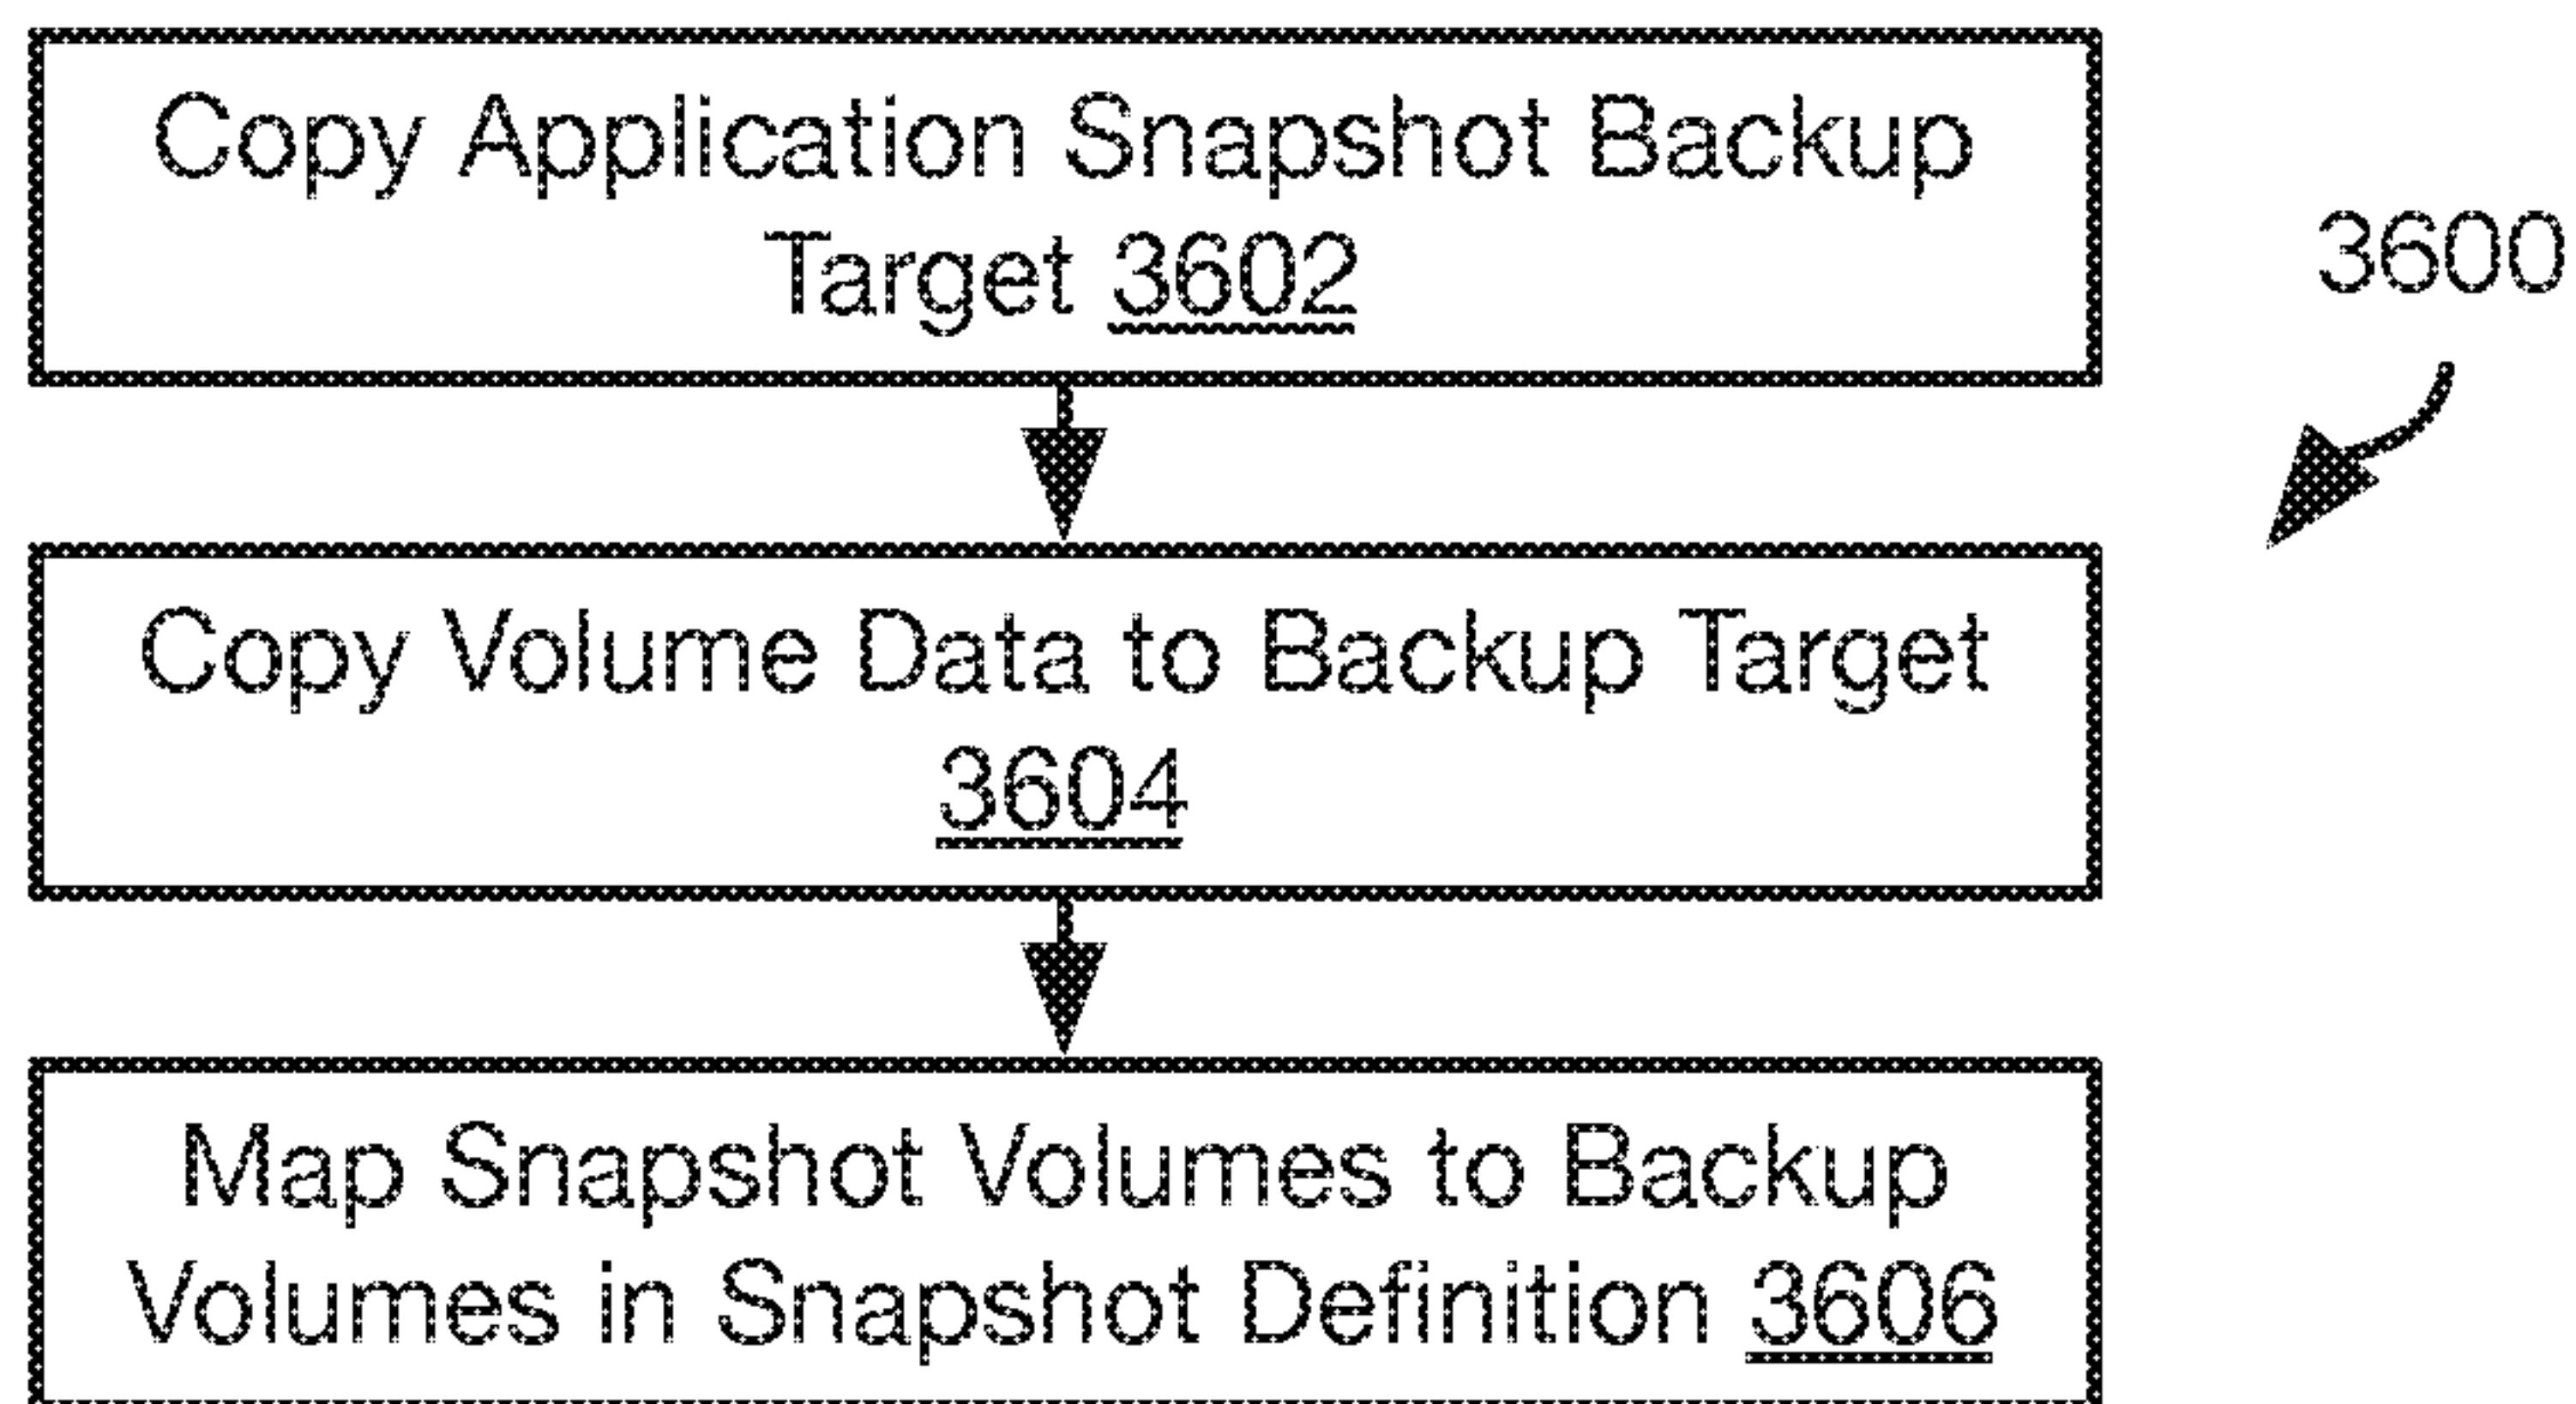 Copy Application Snapshot Backup
Target 3602
3600
Copy Volume Data to Backup Target
3604
Map Snapshot Volumes to Backup
Volumes in Snapshot Definition 3606